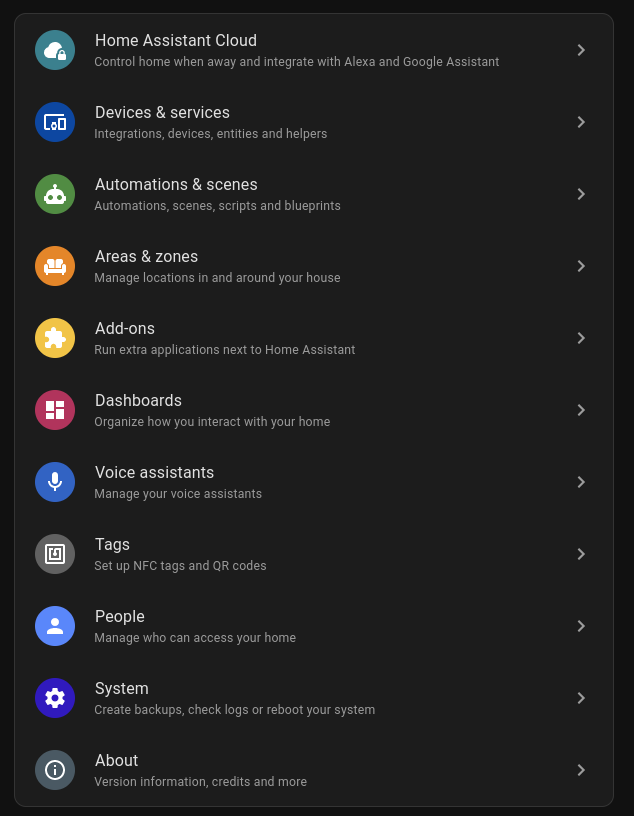 Home Assistant Cloud
Control home when away and integrate with Alexa and Google Assistant
Devices & services
Integrations, devices, entities and helpers
Automations & scenes
Automations, scenes, scripts and blueprints
Areas & zones
Manage locations in and around your house
Add-ons
Run extra applications next to Home Assistant
Dashboards
Organize how you interact with your home
Voice assistants
Manage your voice assistants
Tags
Set up NFC tags and QR codes
People
Manage who can access your home
System
Create backups, check logs or reboot your system
About
Version information, credits and more